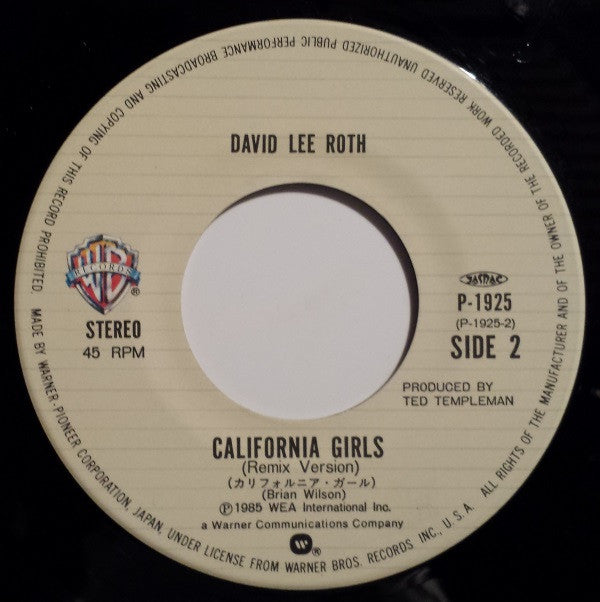 ALL RIGHTS OF THE MANUFACTURER AND OF THE OWNER OF THE RECORDED WORK RESERVED UNAUTHORIZED PUBLIC PERFORMANCE BROADCASTING AND COPYING OF THIS RECORD PROHIBITED. MADE BY WARNER-PIONEER CORPORATION, JAPAN, UNDER LICENSE FROM WARNER BROS. RECORDS INC., U.S.A.
DAVID LEE ROTH
WB
RECORDS
®
STEREO
45 RPM
JASRAC
P-1925
(P-1925-2)
SIDE 2
PRODUCED BY
TED TEMPLEMAN
CALIFORNIA GIRLS
(Remix Version)
(カリフォルニア・ガール)
(Brian Wilson)
Ⓟ1985 WEA International Inc.
a Warner Communications Company
W®